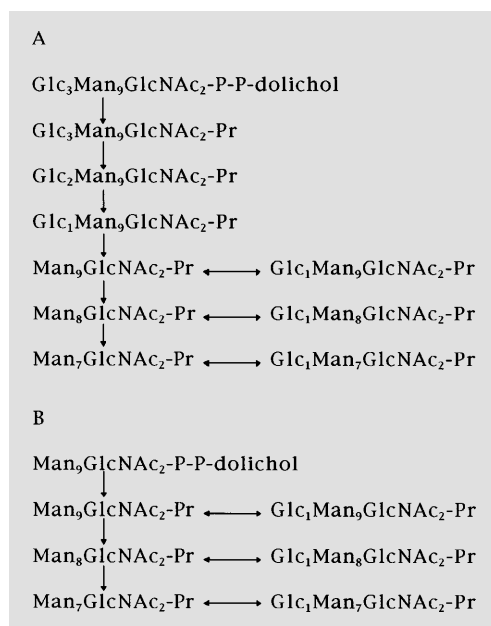 A
Glc₃Man₉GlcNAc₂-P-P-dolichol
Glc₃Man₉GlcNAc₂-Pr
Glc₂Man₉GlcNAc₂-Pr
Glc₁Man₉GlcNAc₂-Pr
Man₉GlcNAc₂-Pr ⟷ Glc₁Man₉GlcNAc₂-Pr
Man₈GlcNAc₂-Pr ⟷ Glc₁Man₈GlcNAc₂-Pr
Man₇GlcNAc₂-Pr ⟷ Glc₁Man₇GlcNAc₂-Pr
B
Man₉GlcNAc₂-P-P-dolichol
Man₉GlcNAc₂-Pr ⟷ Glc₁Man₉GlcNAc₂-Pr
Man₈GlcNAc₂-Pr ⟷ Glc₁Man₈GlcNAc₂-Pr
Man₇GlcNAc₂-Pr ⟷ Glc₁Man₇GlcNAc₂-Pr